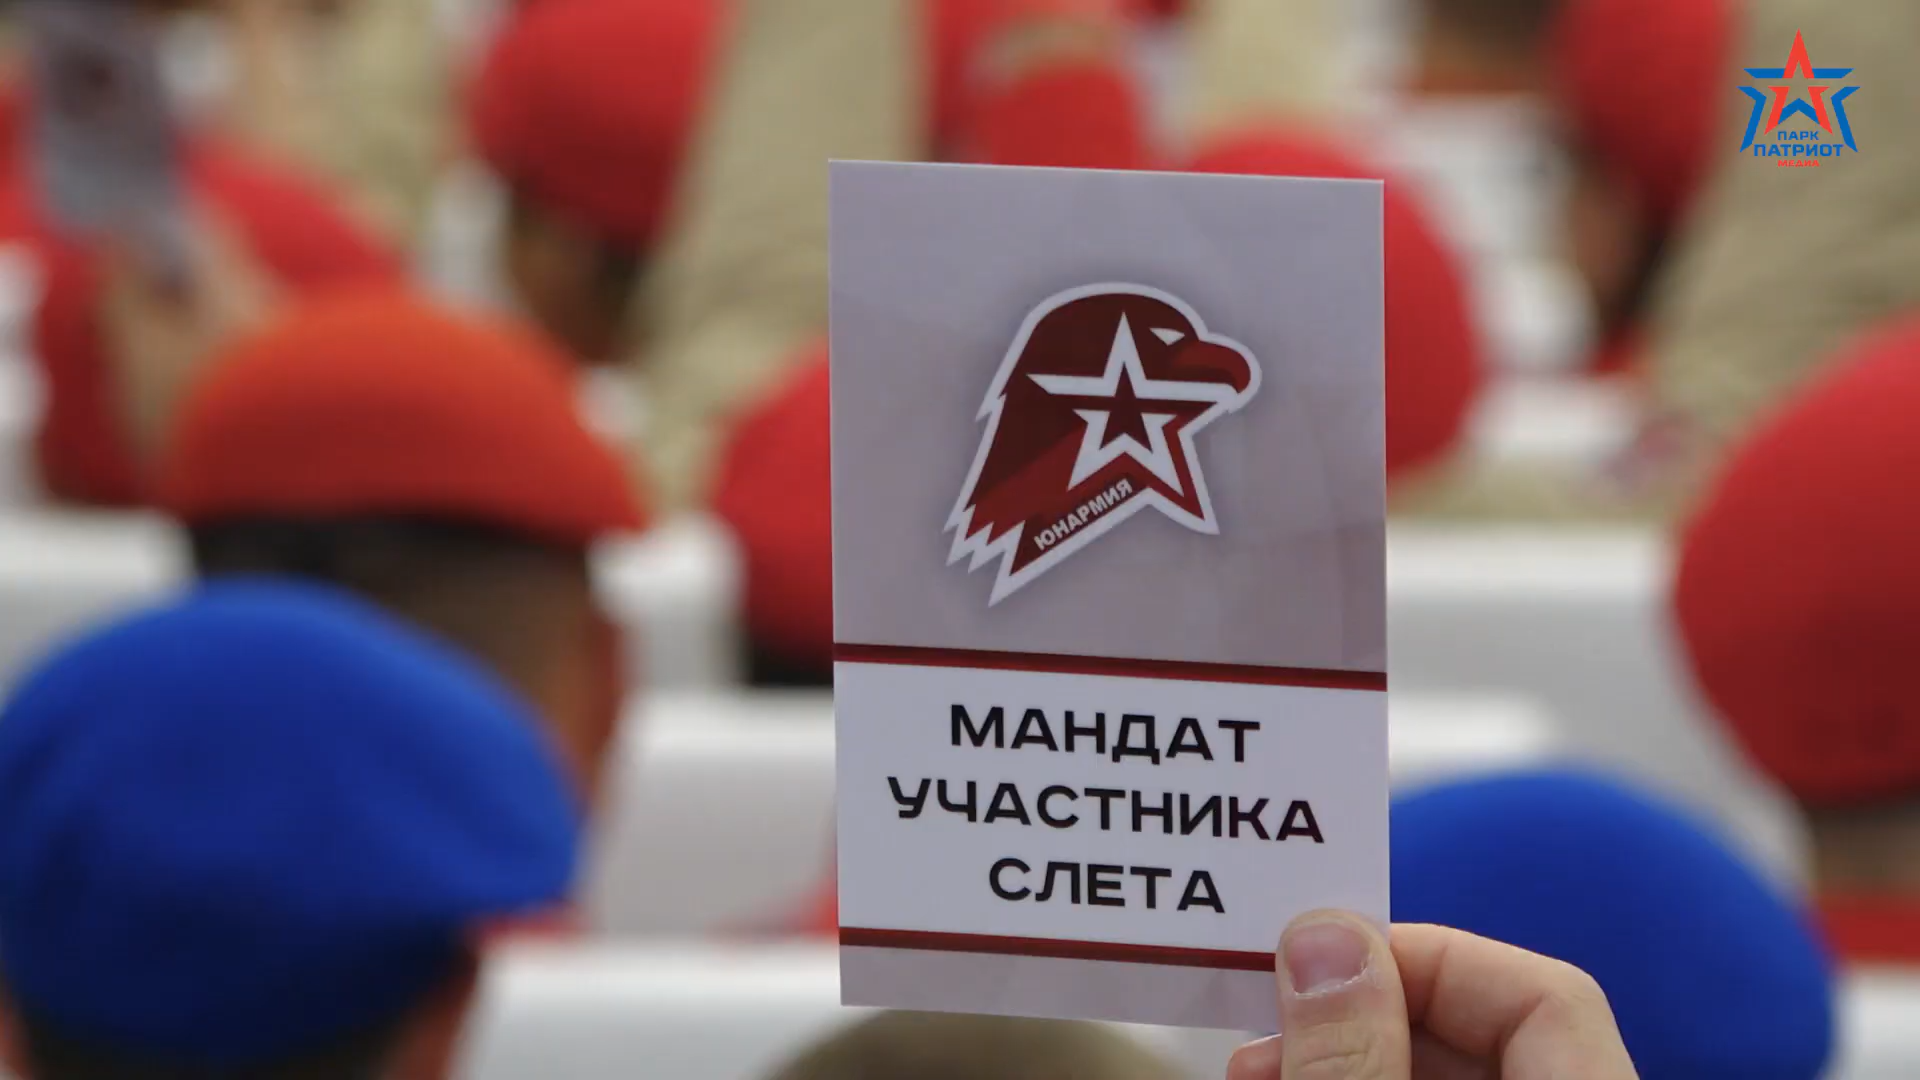 ПАРК
ПАТРИОТ
МЕДИА
ЮНАРМИЯ
МАНДАТ
УЧАСТНИКА
СЛЕТА